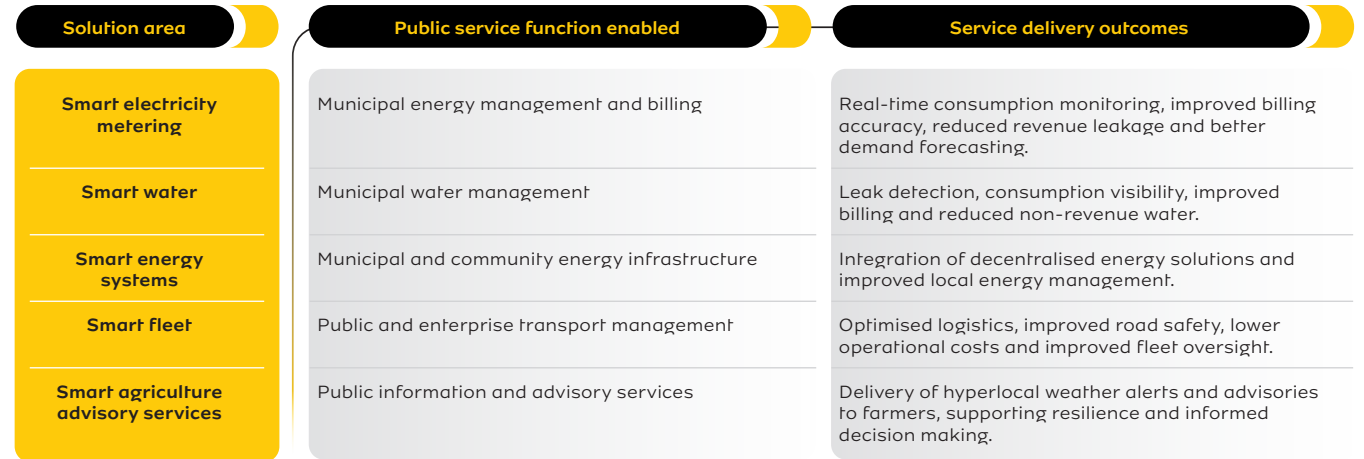 Solution area
Public service function enabled
Service delivery outcomes
Smart electricity
metering
Municipal energy management and billing
Real-time consumption monitoring, improved billing
accuracy, reduced revenue leakage and better
demand forecasting.
Smart water
Municipal water management
Leak detection, consumption visibility, improved
billing and reduced non-revenue water.
Smart energy
systems
Municipal and community energy infrastructure
Integration of decentralised energy solutions and
improved local energy management.
Smart fleet
Public and enterprise transport management
Optimised logistics, improved road safety, lower
operational costs and improved fleet oversight.
Smart agriculture
advisory services
Public information and advisory services
Delivery of hyperlocal weather alerts and advisories
to farmers, supporting resilience and informed
decision making.